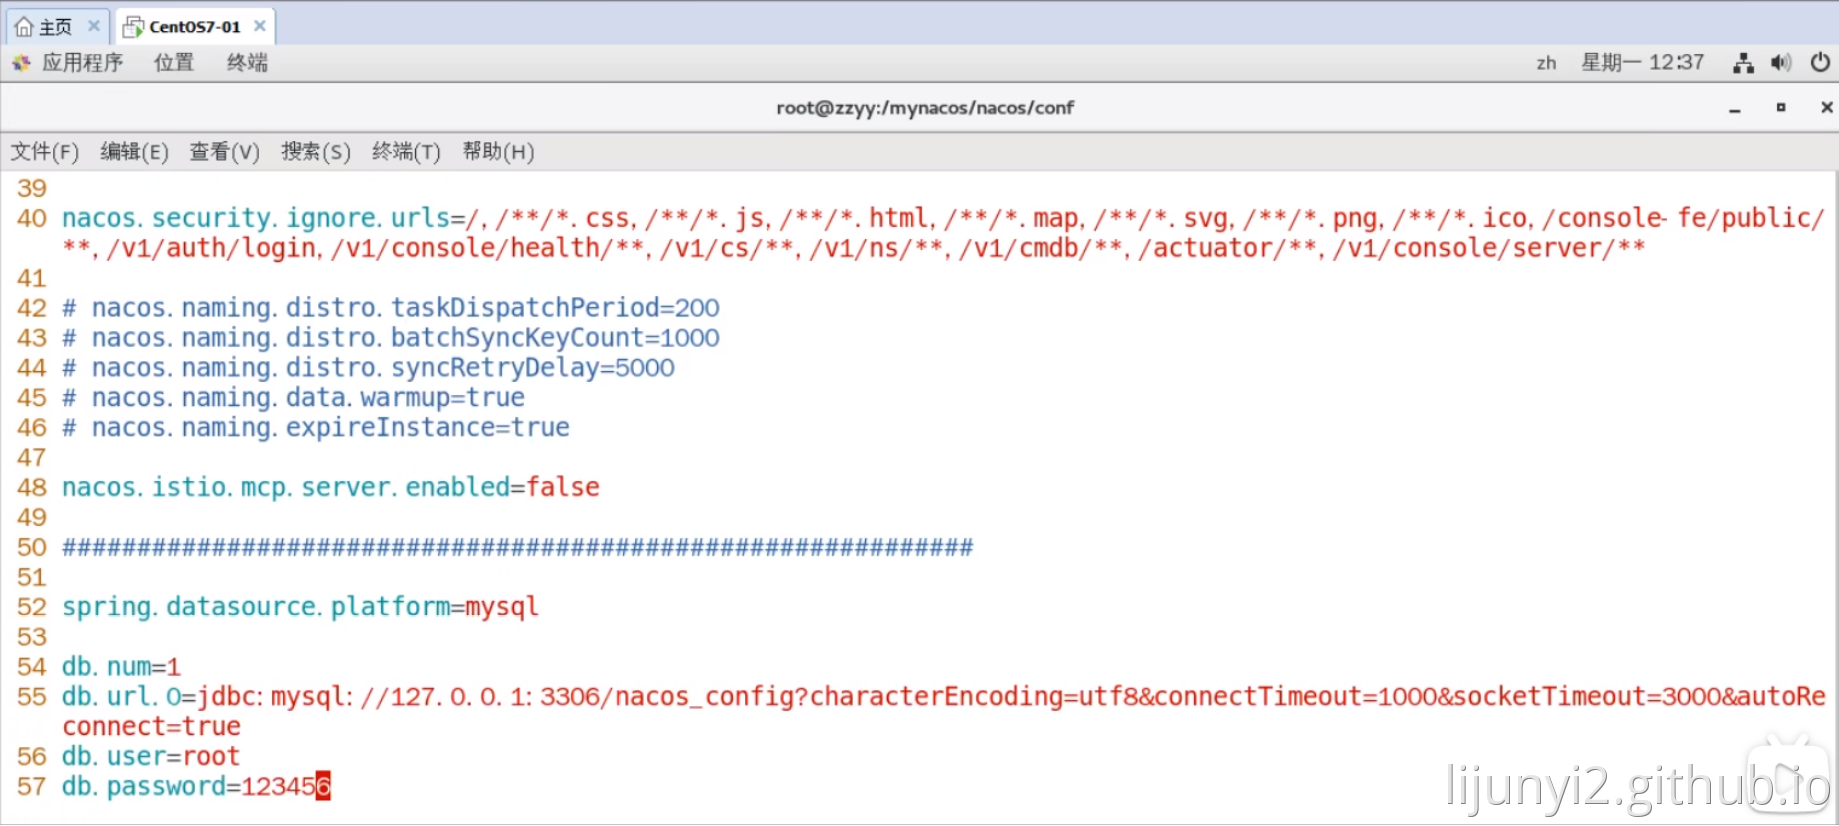 主页
CentOS7-01
应用程序 位置 终端
zh 星期一 12:37
root@zzyy:/mynacos/nacos/conf
文件(F) 编辑(E) 查看(V) 搜索(S) 终端(T) 帮助(H)
39
40 nacos.security.ignore.urls=/,/**/*.css,/**/*.js,/**/*.html,/**/*.map,/**/*.svg,/**/*.png,/**/*.ico,/console-fe/public/
**,/v1/auth/login,/v1/console/health/**,/v1/cs/**,/v1/ns/**,/v1/cmdb/**,/actuator/**,/v1/console/server/**
41
42 # nacos.naming.distro.taskDispatchPeriod=200
43 # nacos.naming.distro.batchSyncKeyCount=1000
44 # nacos.naming.distro.syncRetryDelay=5000
45 # nacos.naming.data.warmup=true
46 # nacos.naming.expireInstance=true
47
48 nacos.istio.mcp.server.enabled=false
49
50 #############################################################
51
52 spring.datasource.platform=mysql
53
54 db.num=1
55 db.url.0=jdbc:mysql://127.0.0.1:3306/nacos_config?characterEncoding=utf8&connectTimeout=1000&socketTimeout=3000&autoRe
connect=true
56 db.user=root
57 db.password=123456
lijunyi2.github.io